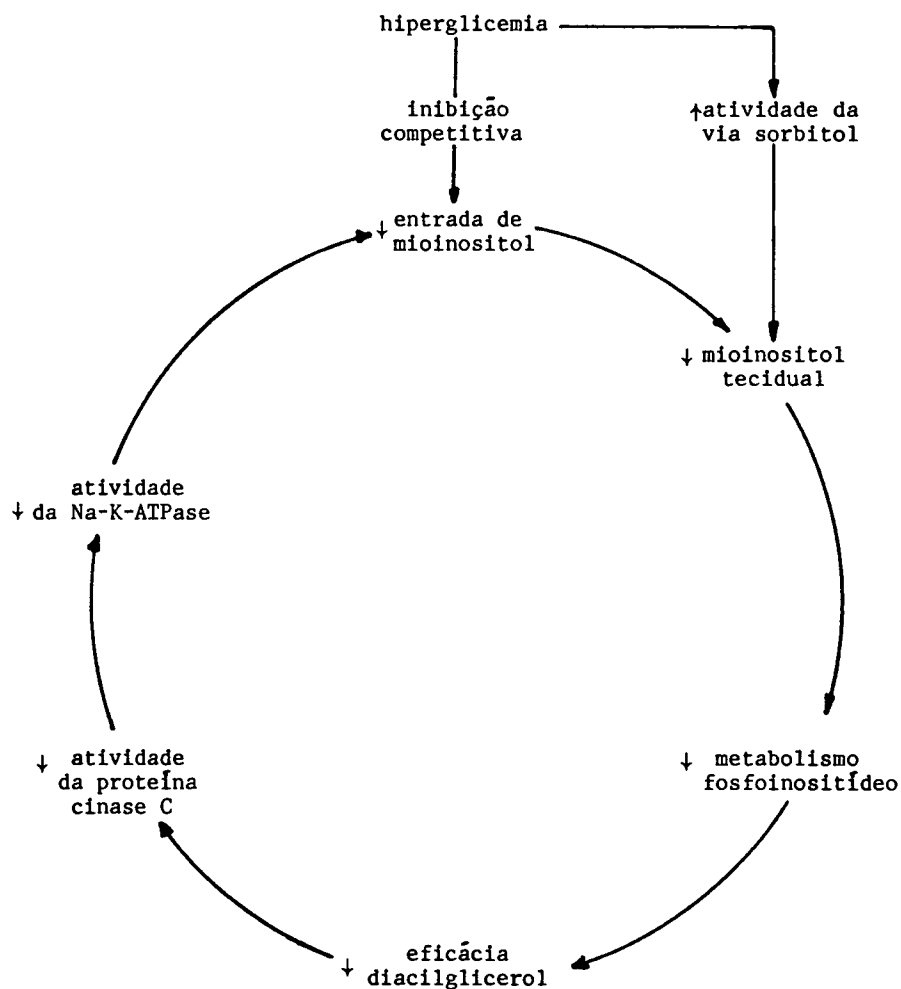 hiperglicemia
inibição
competitiva
↑atividade da
via sorbitol
↓ entrada de
mioinositol
↓ mioinositol
tecidual
atividade
↓ da Na-K-ATPase
↓ atividade
da proteína
cinase C
↓ metabolismo
fosfoinositídeo
eficácia
↓ diacilglicerol